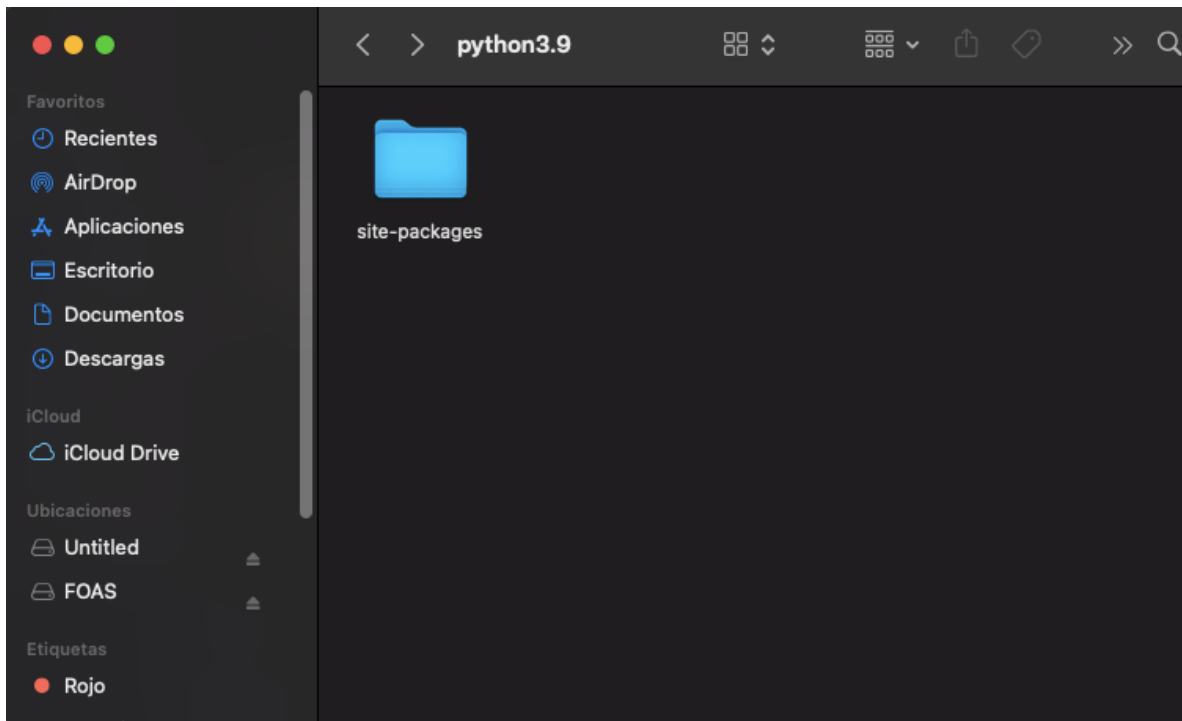 python3.9
Favoritos
Recientes
AirDrop
Aplicaciones
Escritorio
Documentos
Descargas
iCloud
iCloud Drive
Ubicaciones
Untitled
FOAS
Etiquetas
Rojo
site-packages